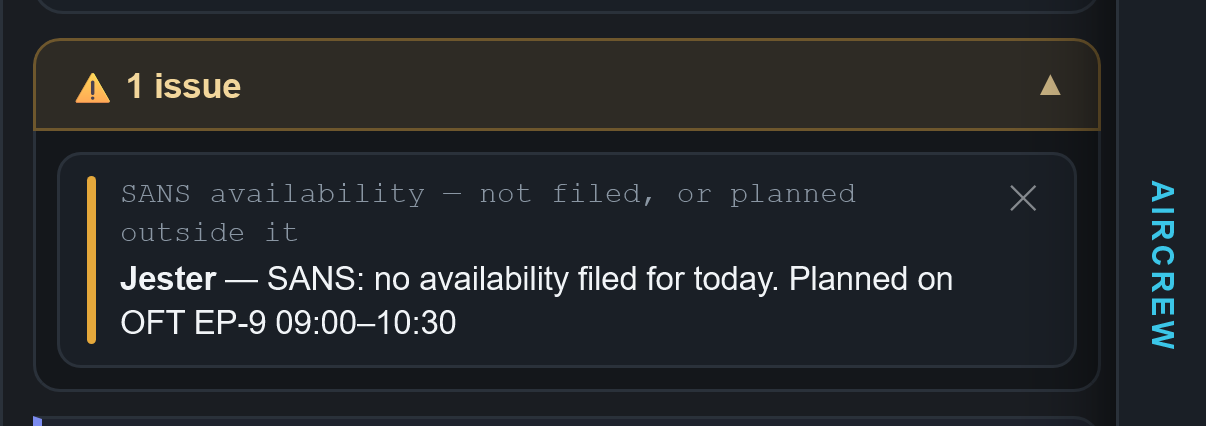 ⚠️ 1 issue ▲
SANS availability — not filed, or planned
outside it
Jester — SANS: no availability filed for today. Planned on
OFT EP-9 09:00–10:30
AIRCREW